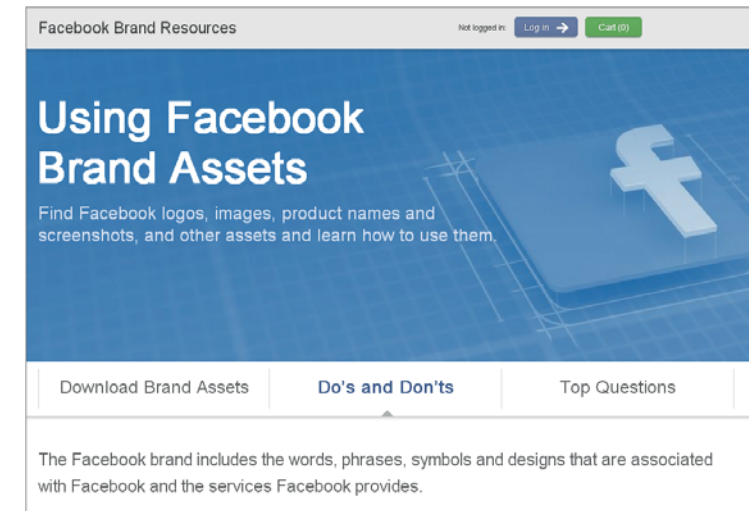 Facebook Brand Resources
Not logged in:
Log in
Cart (0)
Using Facebook
Brand Assets
Find Facebook logos, images, product names and
screenshots, and other assets and learn how to use them.
f
Download Brand Assets
Do's and Don'ts
Top Questions
The Facebook brand includes the words, phrases, symbols and designs that are associated
with Facebook and the services Facebook provides.